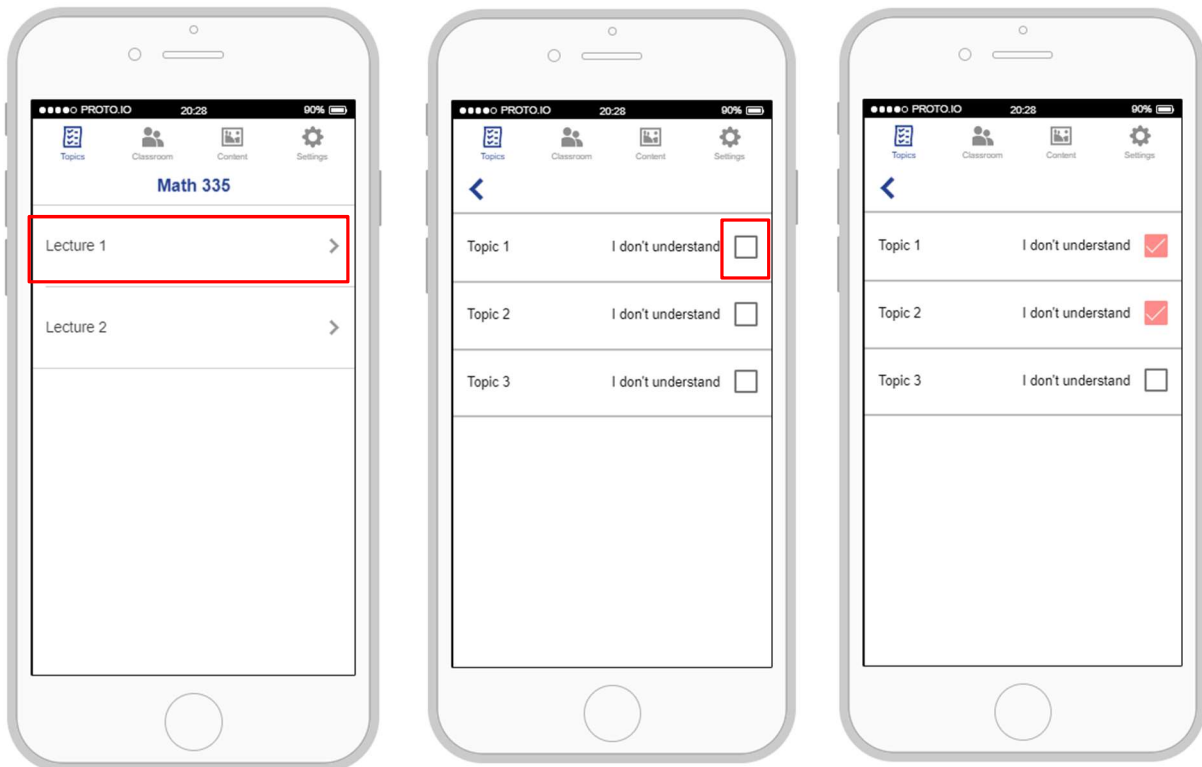 ●●●●○ PROTO.IO 20:28 90%
Topics Classroom Content Settings
Math 335
Lecture 1
Lecture 2
●●●●○ PROTO.IO 20:28 90%
Topics Classroom Content Settings
Topic 1 I don't understand
Topic 2 I don't understand
Topic 3 I don't understand
●●●●○ PROTO.IO 20:28 90%
Topics Classroom Content Settings
Topic 1 I don't understand
Topic 2 I don't understand
Topic 3 I don't understand